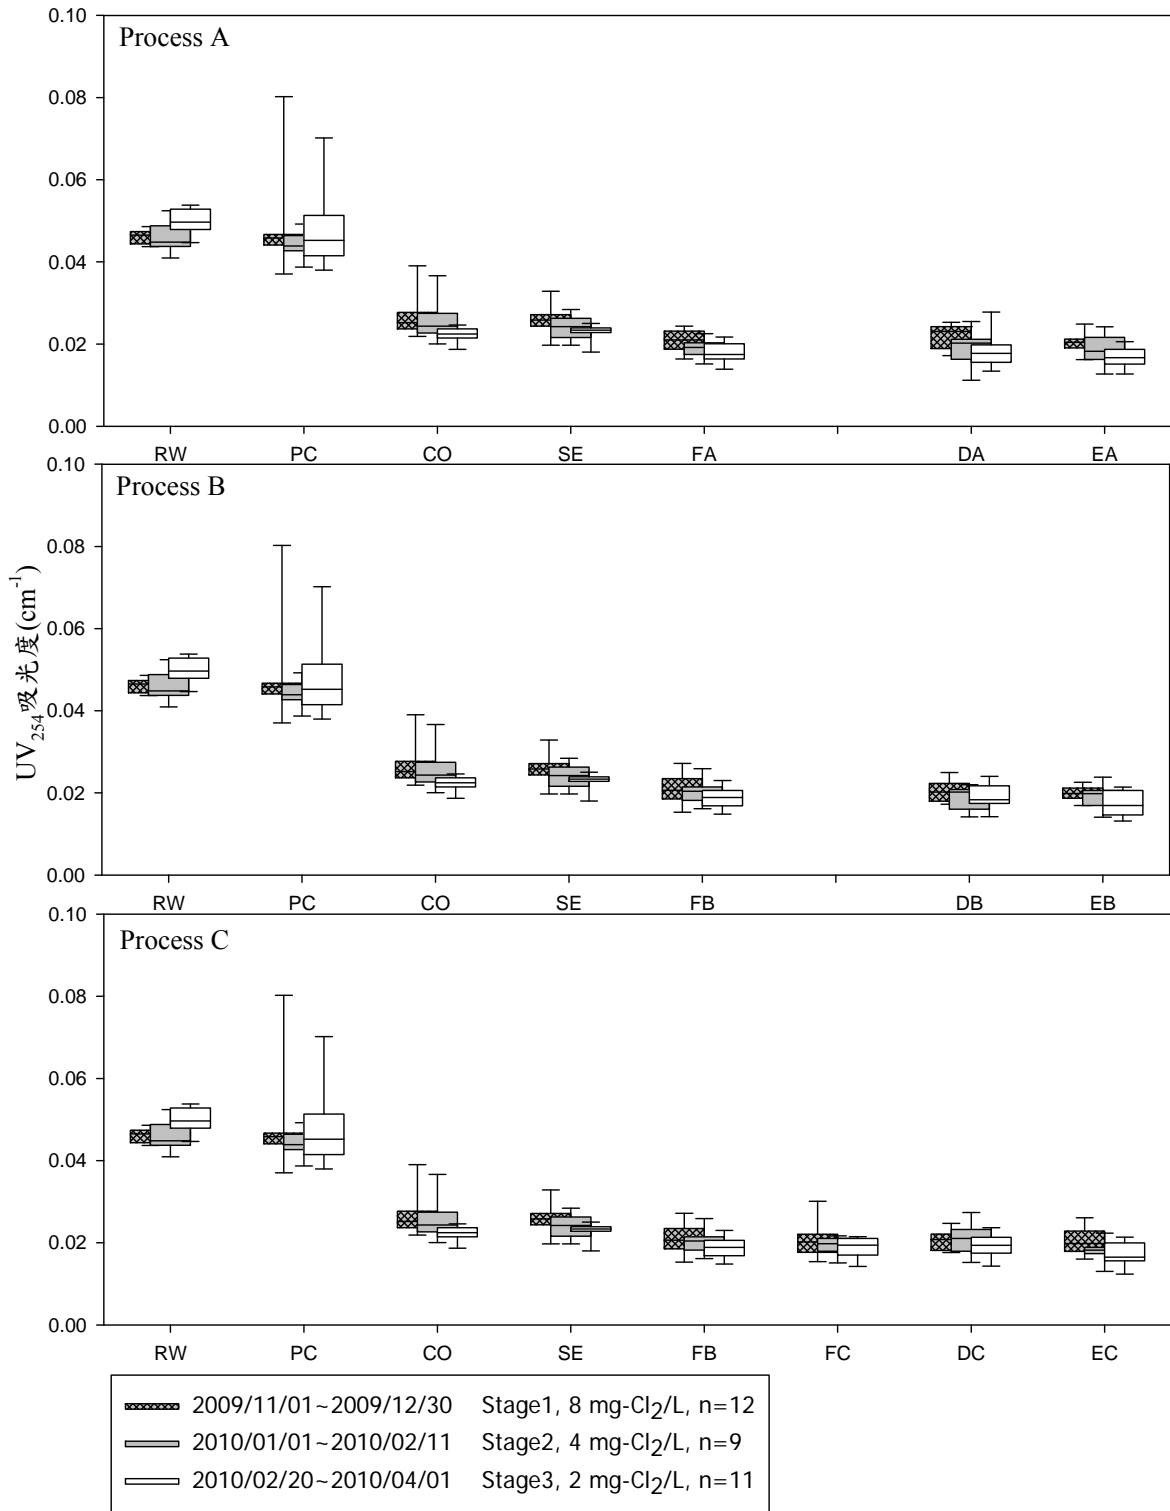 0.10
Process A
0.08
0.06
0.04
0.02
0.00
RW PC CO SE FA DA EA
0.10
Process B
0.08
0.06
0.04
0.02
0.00
RW PC CO SE FB DB EB
UV254吸光度(cm-1)
0.10
Process C
0.08
0.06
0.04
0.02
0.00
RW PC CO SE FB FC DC EC
2009/11/01~2009/12/30 Stage1, 8 mg-Cl2/L, n=12
2010/01/01~2010/02/11 Stage2, 4 mg-Cl2/L, n=9
2010/02/20~2010/04/01 Stage3, 2 mg-Cl2/L, n=11